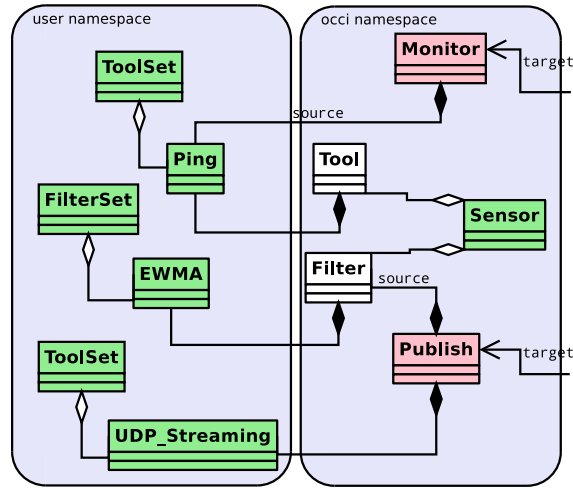 user namespace
occi namespace
Monitor
target
ToolSet
source
Ping
Tool
FilterSet
Sensor
EWMA
Filter
source
ToolSet
Publish
target
UDP_Streaming